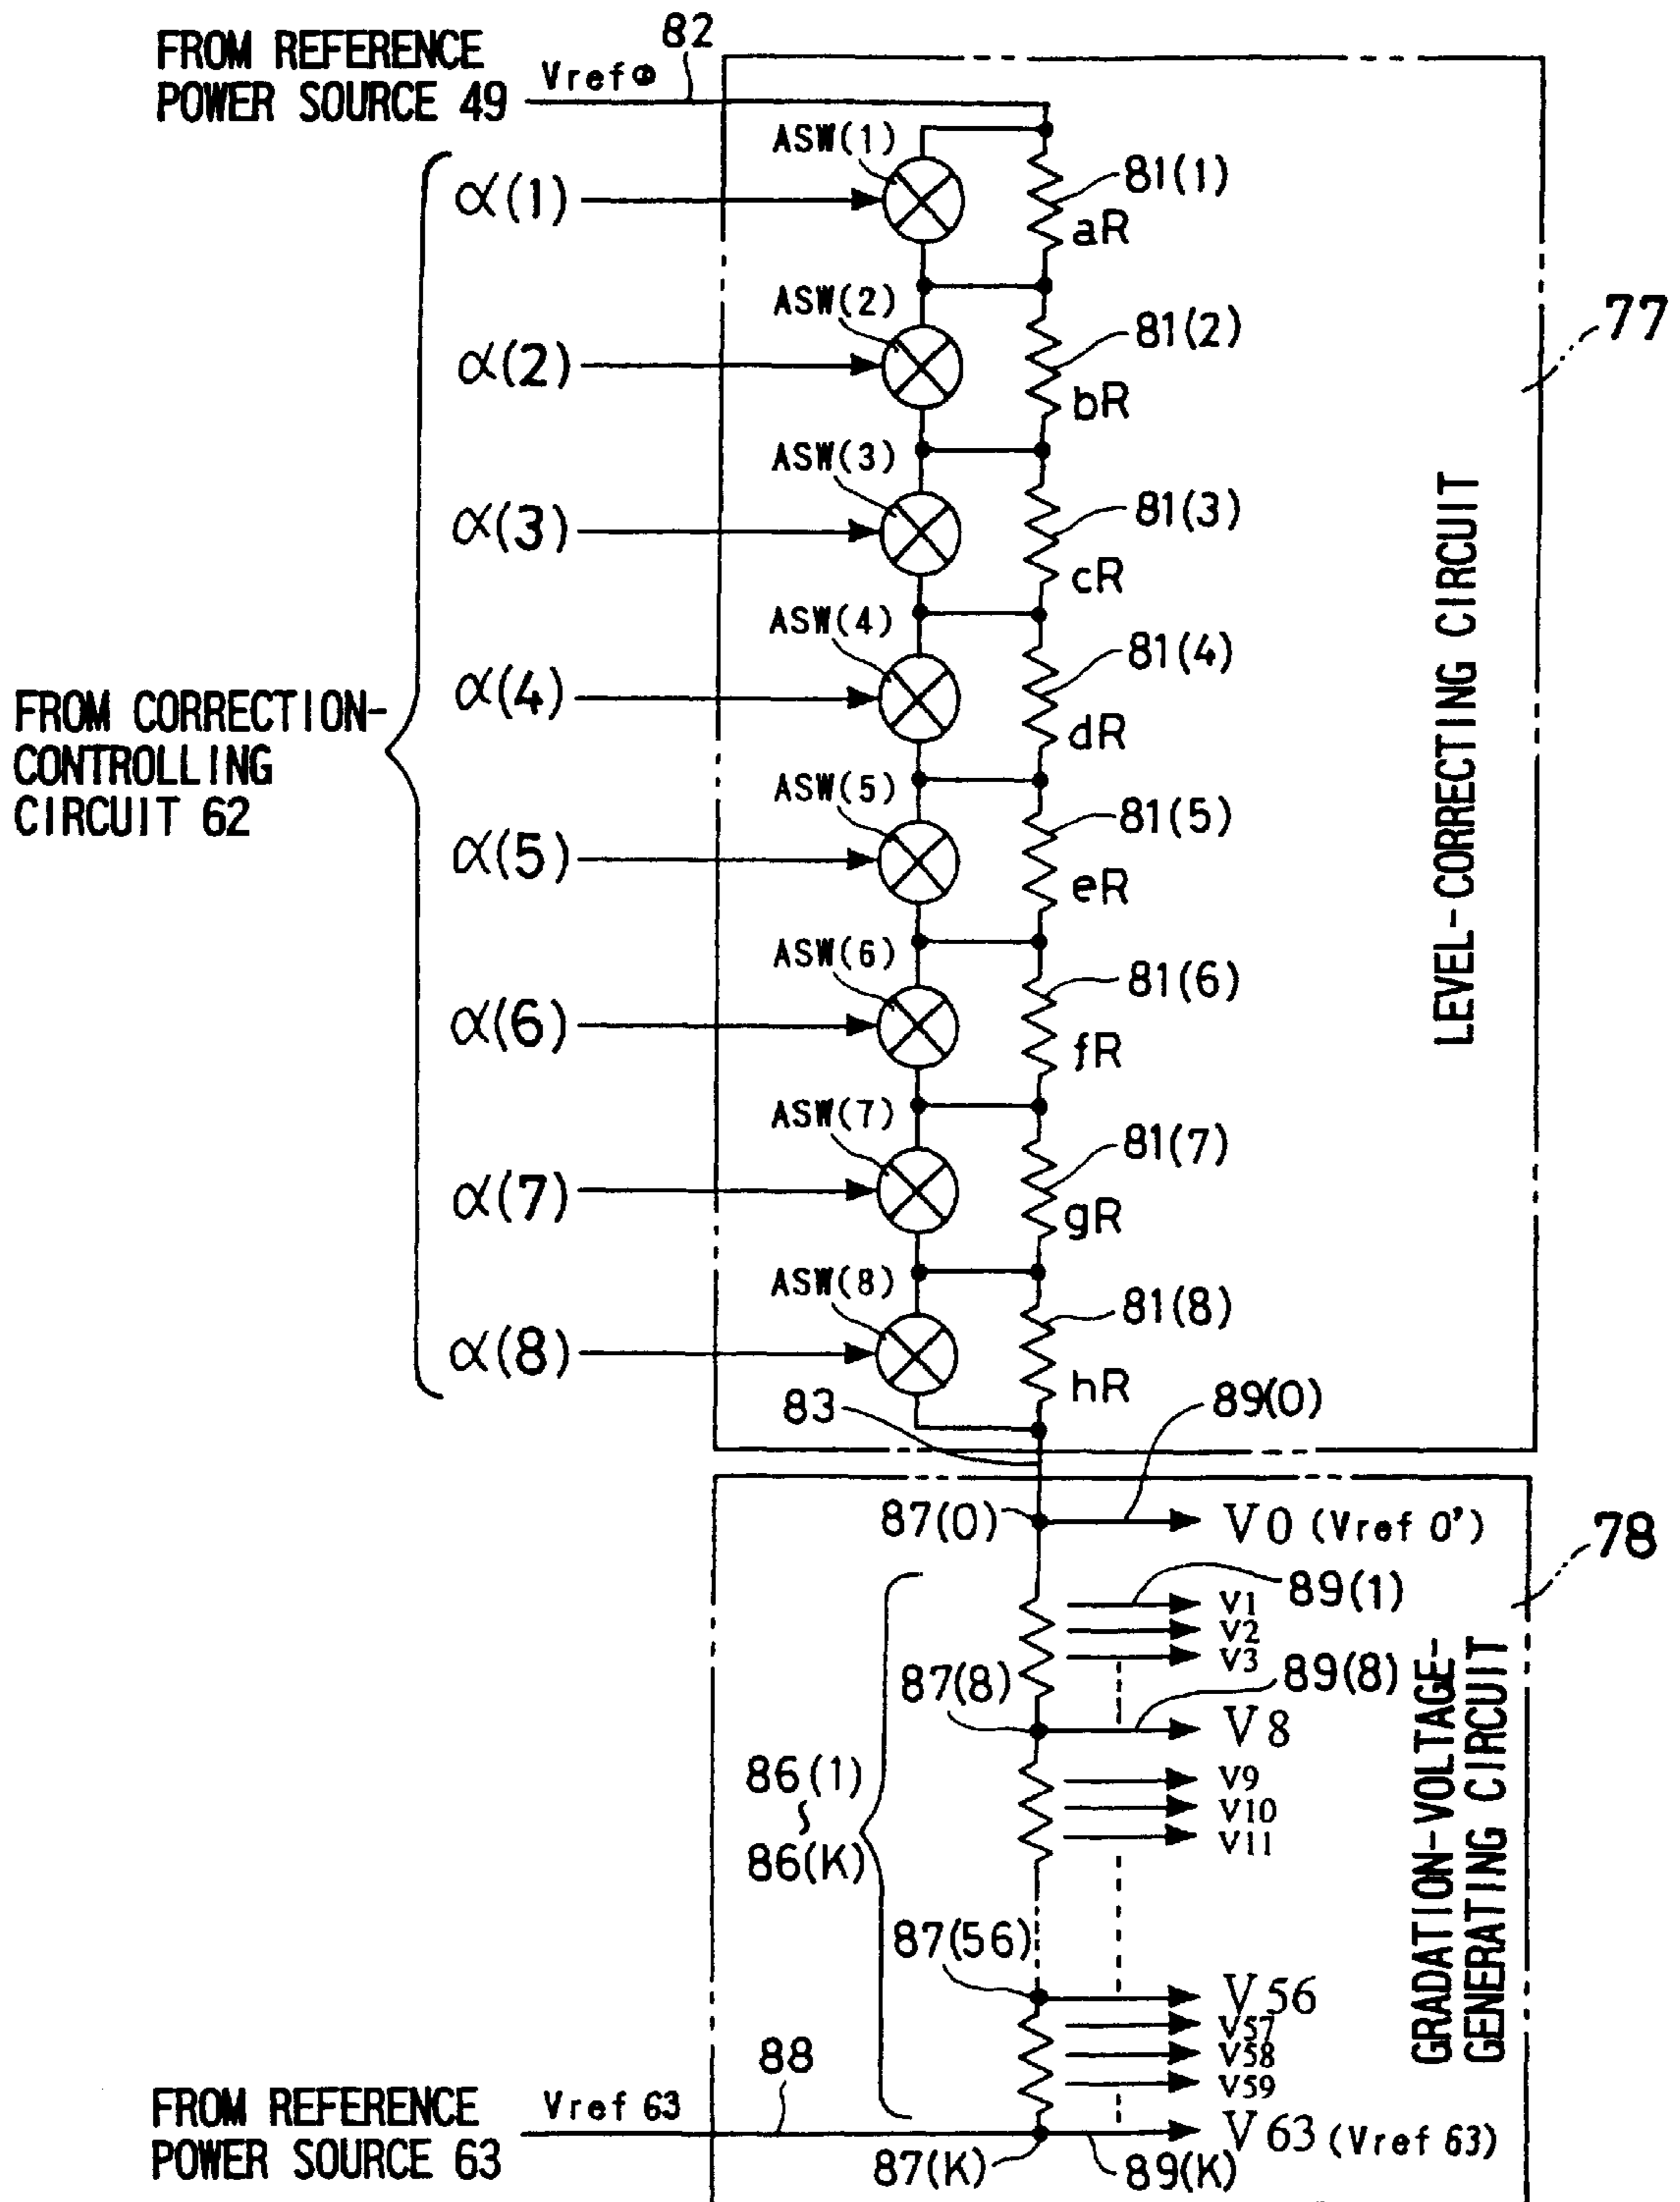 FROM REFERENCE
POWER SOURCE 49
Vref0
82
ASW(1)
α(1)
81(1)
aR
ASW(2)
α(2)
81(2)
bR
77
ASW(3)
α(3)
81(3)
cR
ASW(4)
α(4)
81(4)
dR
FROM CORRECTION-
CONTROLLING
CIRCUIT 62
LEVEL-CORRECTING CIRCUIT
ASW(5)
α(5)
81(5)
eR
ASW(6)
α(6)
81(6)
fR
ASW(7)
α(7)
81(7)
gR
ASW(8)
α(8)
81(8)
hR
83
89(0)
87(0)
V0 (Vref 0')
78
89(1)
V1
V2
V3
87(8)
89(8)
V8
86(1)
~
86(K)
V9
V10
V11
GRADATION-VOLTAGE-
GENERATING CIRCUIT
87(56)
V56
V57
V58
V59
88
FROM REFERENCE
POWER SOURCE 63
Vref 63
V63 (Vref 63)
87(K)
89(K)